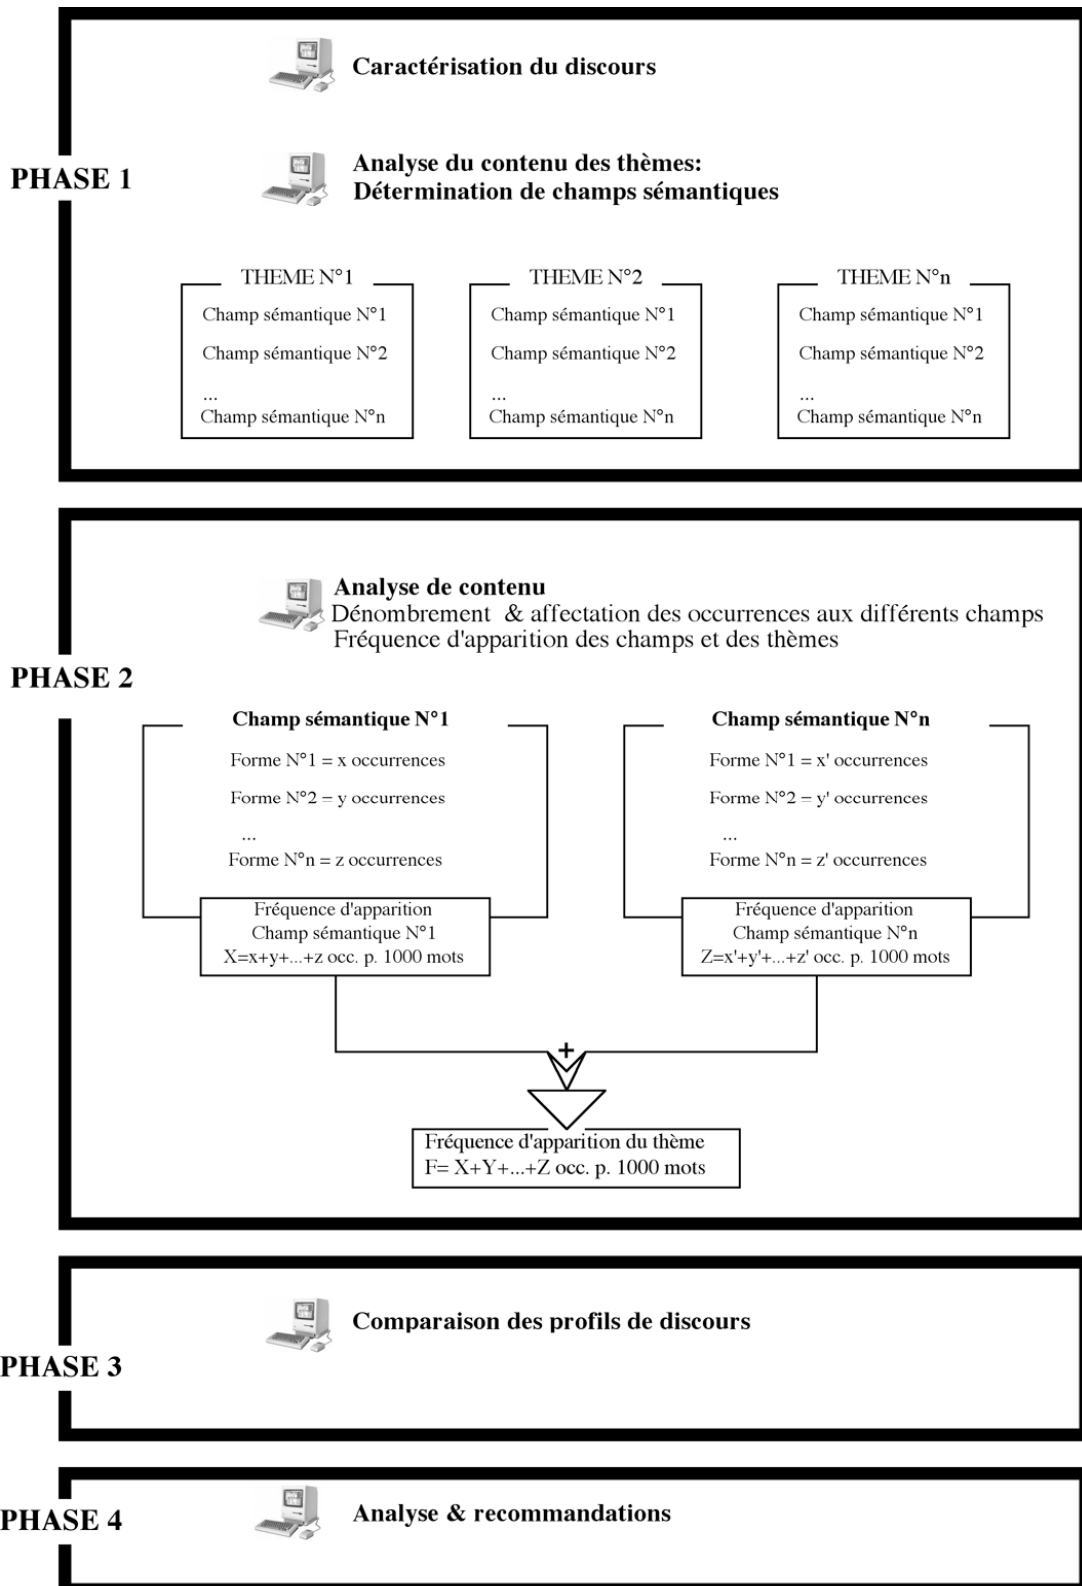 Caractérisation du discours
PHASE 1
Analyse du contenu des thèmes:
Détermination de champs sémantiques
THEME N°1
Champ sémantique N°1
Champ sémantique N°2
...
Champ sémantique N°n
THEME N°2
Champ sémantique N°1
Champ sémantique N°2
...
Champ sémantique N°n
THEME N°n
Champ sémantique N°1
Champ sémantique N°2
...
Champ sémantique N°n
PHASE 2
Analyse de contenu
Dénombrement & affectation des occurrences aux différents champs
Fréquence d'apparition des champs et des thèmes
Champ sémantique N°1
Forme N°1 = x occurrences
Forme N°2 = y occurrences
...
Forme N°n = z occurrences
Fréquence d'apparition
Champ sémantique N°1
X=x+y+...+z occ. p. 1000 mots
Champ sémantique N°n
Forme N°1 = x' occurrences
Forme N°2 = y' occurrences
...
Forme N°n = z' occurrences
Fréquence d'apparition
Champ sémantique N°n
Z=x'+y'+...+z' occ. p. 1000 mots
+
Fréquence d'apparition du thème
F= X+Y+...+Z occ. p. 1000 mots
PHASE 3
Comparaison des profils de discours
PHASE 4
Analyse & recommandations